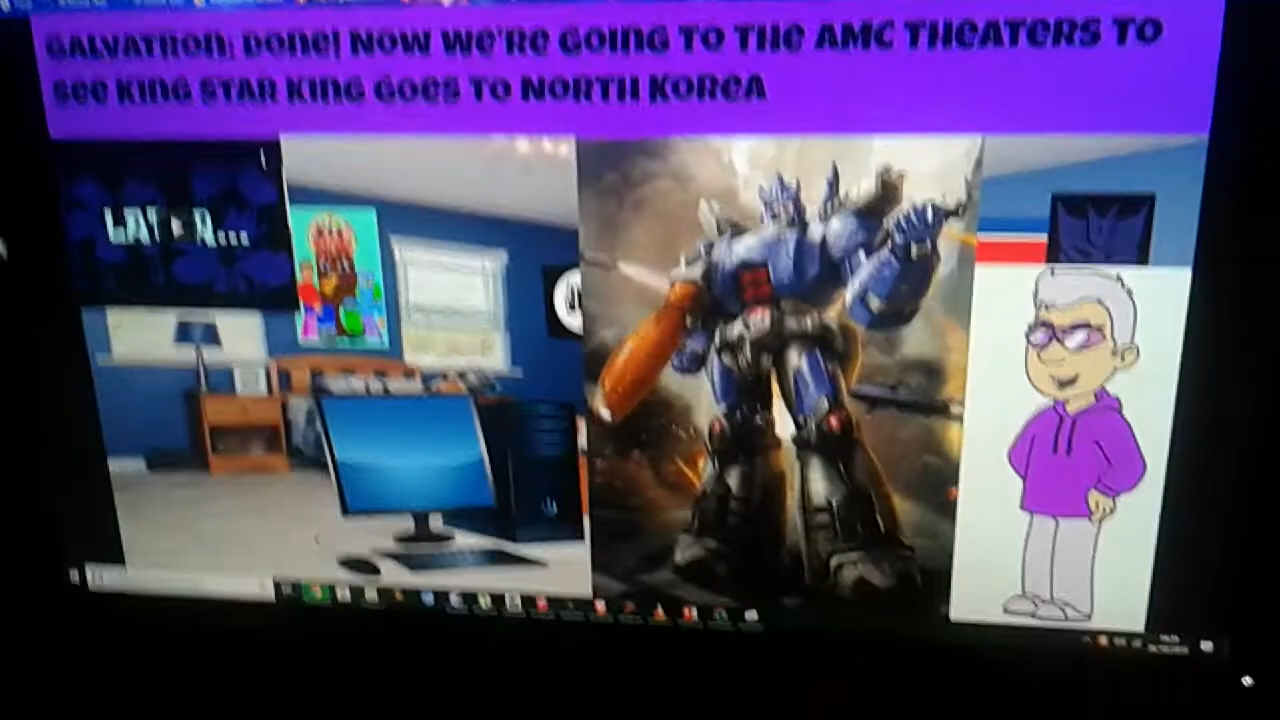 GALVATRON: DONE! NOW WE'RE GOING TO THE AMC THEATERS TO
SEE KING STAR KING GOES TO NORTH KOREA
LATER...